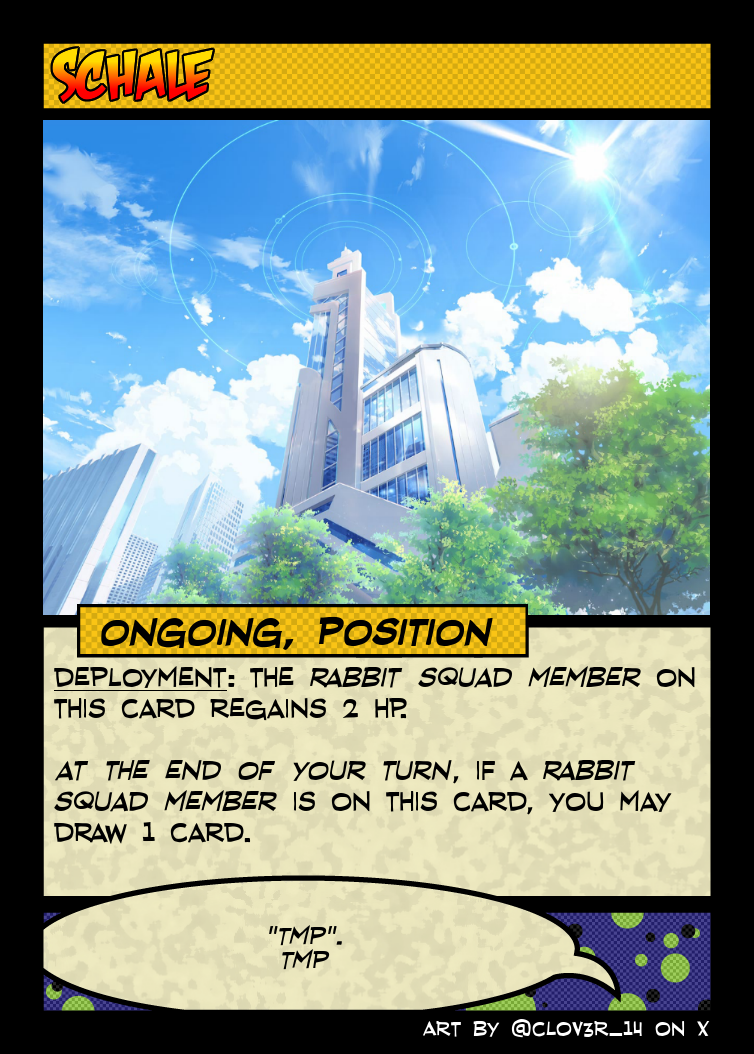 SCHALE
ONGOING, POSITION
DEPLOYMENT: THE RABBIT SQUAD MEMBER ON
THIS CARD REGAINS 2 HP.
AT THE END OF YOUR TURN, IF A RABBIT
SQUAD MEMBER IS ON THIS CARD, YOU MAY
DRAW 1 CARD.
"TMP".
TMP
ART BY @CLOV3R_14 ON X